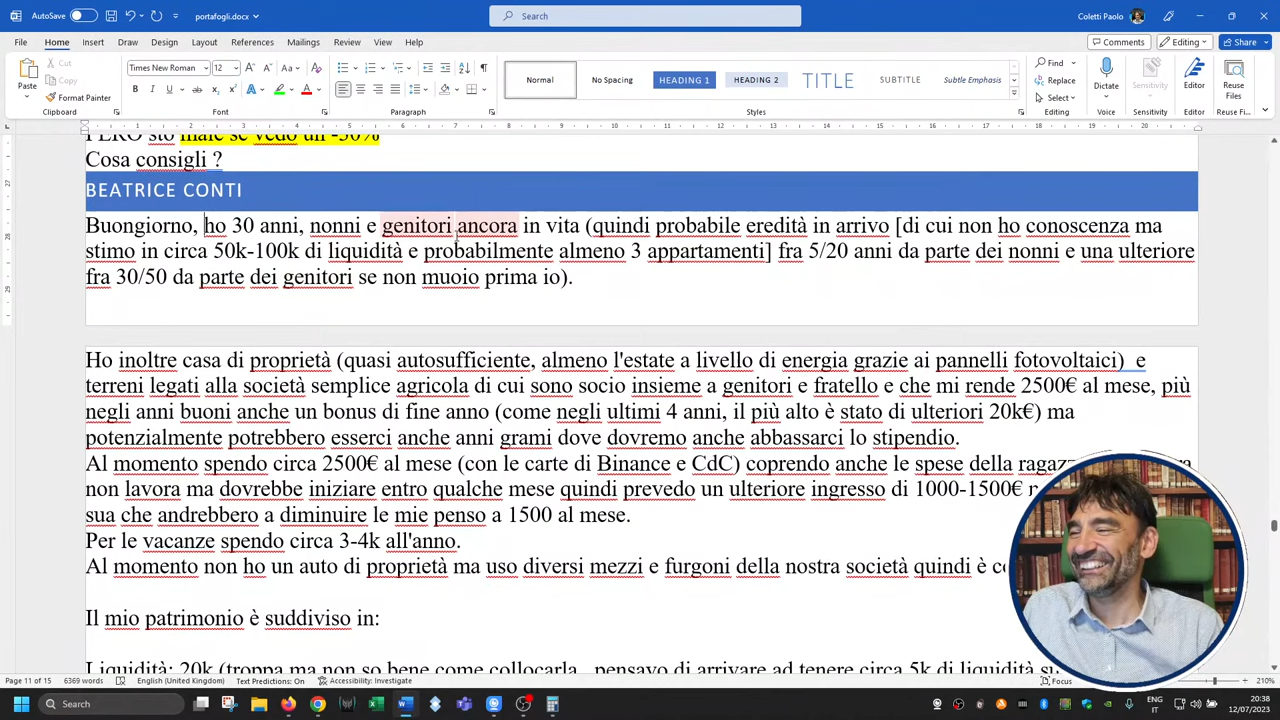 AutoSave Off portafogli.docx Search Coletti Paolo
File Home Insert Draw Design Layout References Mailings Review View Help Comments Editing Share
Paste Cut Copy Format Painter Clipboard
Times New Roman 12 Font
Paragraph
Normal No Spacing HEADING 1 HEADING 2 TITLE SUBTITLE Subtle Emphasis Styles
Find Replace Select Editing
Dictate Voice
Sensitivity Sensitivity
Editor Editor
Reuse Files Reuse Fi...
PERÒ sto male se vedo un -50%
Cosa consigli ?
BEATRICE CONTI
Buongiorno, ho 30 anni, nonni e genitori ancora in vita (quindi probabile eredità in arrivo [di cui non ho conoscenza ma
stimo in circa 50k-100k di liquidità e probabilmente almeno 3 appartamenti] fra 5/20 anni da parte dei nonni e una ulteriore
fra 30/50 da parte dei genitori se non muoio prima io).
Ho inoltre casa di proprietà (quasi autosufficiente, almeno l'estate a livello di energia grazie ai pannelli fotovoltaici) e
terreni legati alla società semplice agricola di cui sono socio insieme a genitori e fratello e che mi rende 2500€ al mese, più
negli anni buoni anche un bonus di fine anno (come negli ultimi 4 anni, il più alto è stato di ulteriori 20k€) ma
potenzialmente potrebbero esserci anche anni grami dove dovremo anche abbassarci lo stipendio.
Al momento spendo circa 2500€ al mese (con le carte di Binance e CdC) coprendo anche le spese della
non lavora ma dovrebbe iniziare entro qualche mese quindi prevedo un ulteriore ingresso di 1000-1500€
sua che andrebbero a diminuire le mie penso a 1500 al mese.
Per le vacanze spendo circa 3-4k all'anno.
Al momento non ho un auto di proprietà ma uso diversi mezzi e furgoni della nostra società quindi è
Il mio patrimonio è suddiviso in:
Liquidità: 20k (troppa ma non so bene come collocarla, pensavo di arrivare ad tenere circa 5k di liquidità
Page 11 of 15 6369 words English (United Kingdom) Text Predictions: On Accessibility: Investigate Focus 210%
Search ENG IT 20:38 12/07/2023